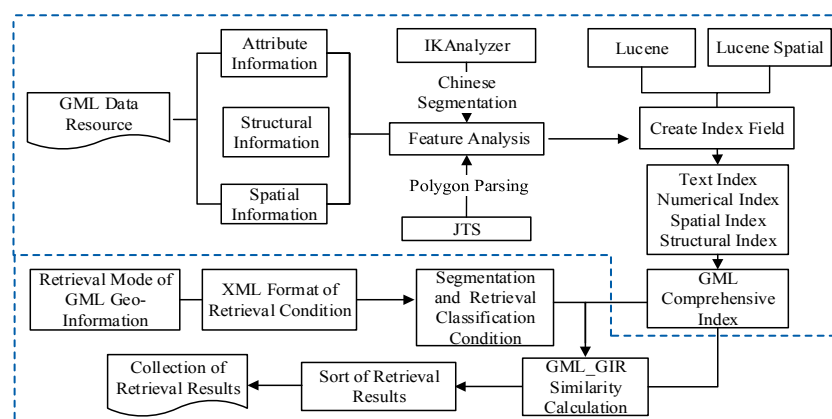 Attribute
Information
IKAnalyzer
Lucene
Lucene Spatial
Chinese
Segmentation
GML Data
Resource
Structural
Information
Feature Analysis
Create Index Field
Polygon Parsing
Spatial
Information
JTS
Text Index
Numerical Index
Spatial Index
Structural Index
Retrieval Mode of
GML Geo-
Information
XML Format of
Retrieval Condition
Segmentation
and Retrieval
Classification
Condition
GML
Comprehensive
Index
Collection of
Retrieval Results
Sort of Retrieval
Results
GML_GIR
Similarity
Calculation